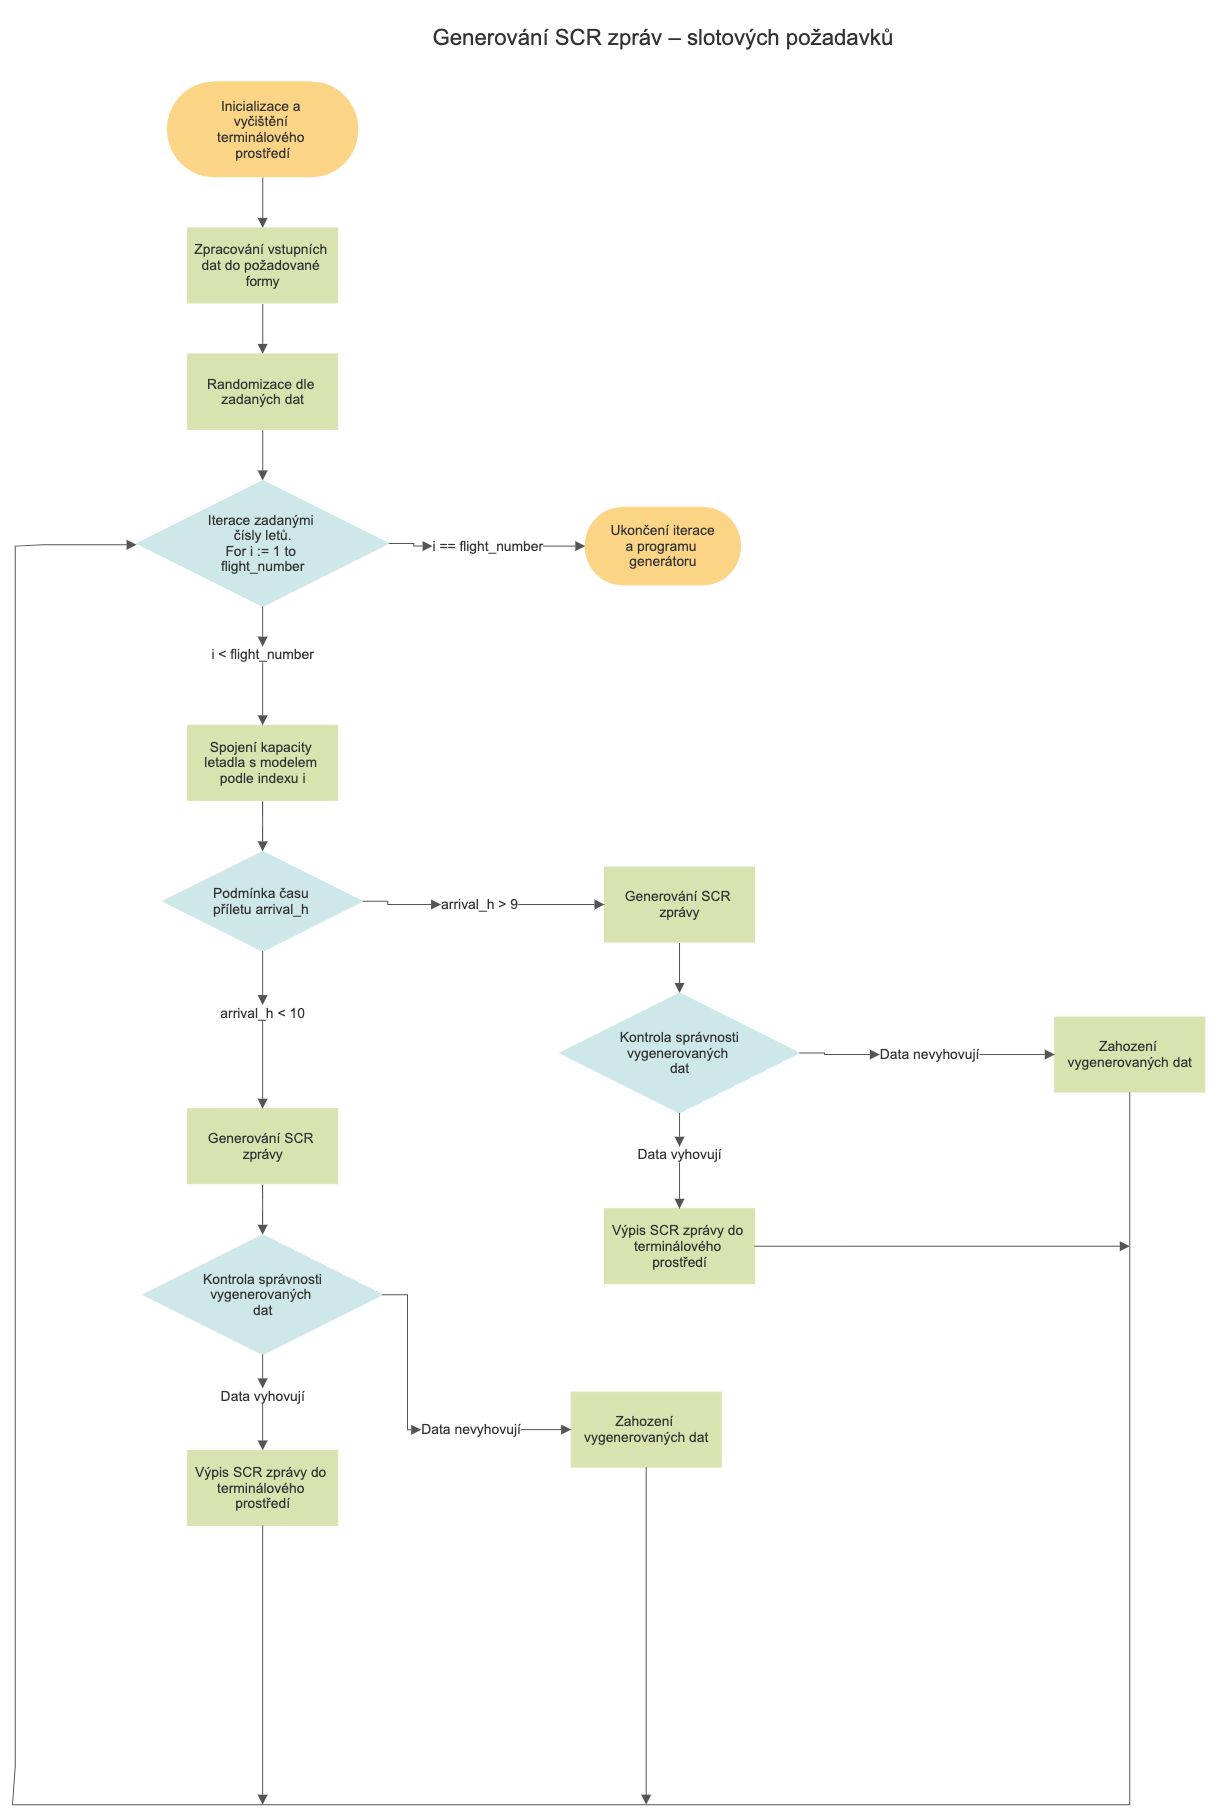 Generování SCR zpráv – slotových požadavků
Inicializace a
vyčištění
terminálového
prostředí
Zpracování vstupních
dat do požadované
formy
Randomizace dle
zadaných dat
Iterace zadanými
čísly letů.
For i := 1 to
flight_number
i == flight_number
Ukončení iterace
a programu
generátoru
i < flight_number
Spojení kapacity
letadla s modelem
podle indexu i
Podmínka času
příletu arrival_h
arrival_h > 9
Generování SCR
zprávy
arrival_h < 10
Kontrola správnosti
vygenerovaných
dat
Data nevyhovují
Zahození
vygenerovaných dat
Data vyhovují
Výpis SCR zprávy do
terminálového
prostředí
Generování SCR
zprávy
Kontrola správnosti
vygenerovaných
dat
Data vyhovují
Data nevyhovují
Zahození
vygenerovaných dat
Výpis SCR zprávy do
terminálového
prostředí